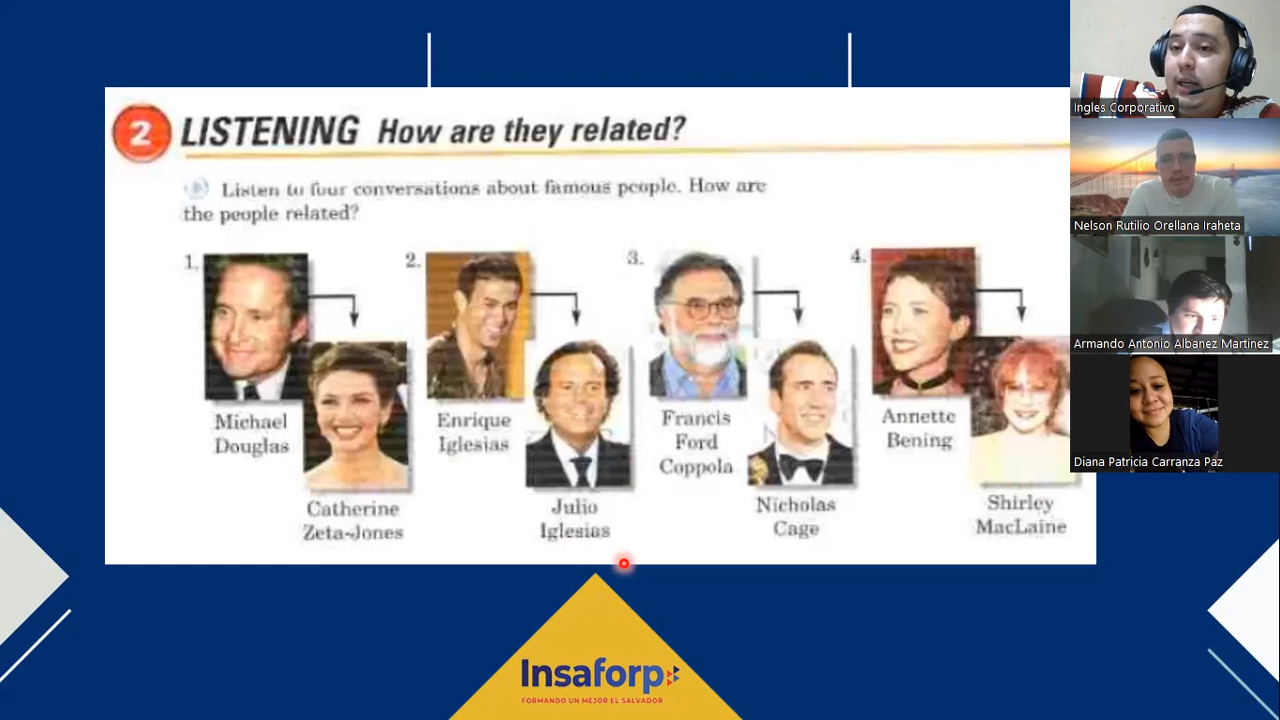 2 LISTENING How are they related?
Listen to four conversations about famous people. How are
the people related?
1.
2.
3.
4.
Michael
Douglas
Catherine
Zeta-Jones
Enrique
Iglesias
Julio
Iglesias
Francis
Ford
Coppola
Nicholas
Cage
Annette
Bening
Shirley
MacLaine
Insaforp
FORMANDO UN MEJOR EL SALVADOR
Ingles Corporativo
Nelson Rutilio Orellana Iraheta
Armando Antonio Albanez Martinez
Diana Patricia Carranza Paz